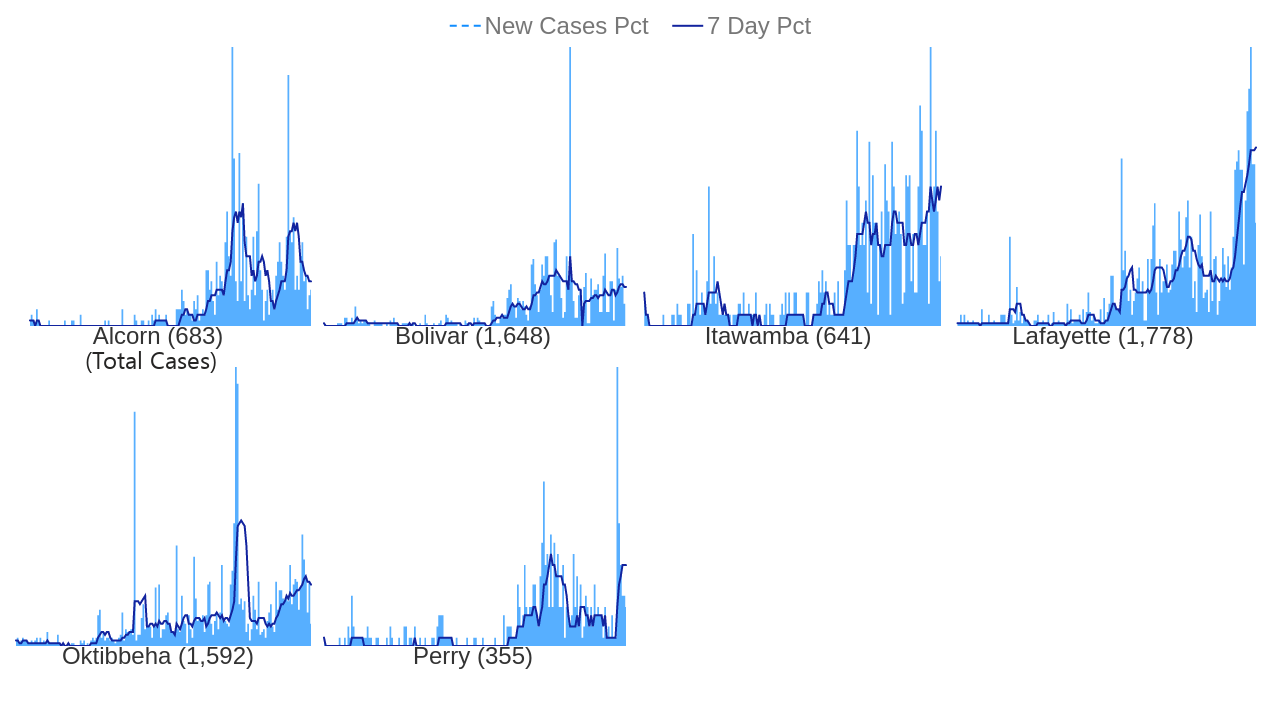 New Cases Pct 7 Day Pct
Alcorn (683) Bolivar (1,648) Itawamba (641) Lafayette (1,778)
(Total Cases)
Oktibbeha (1,592) Perry (355)